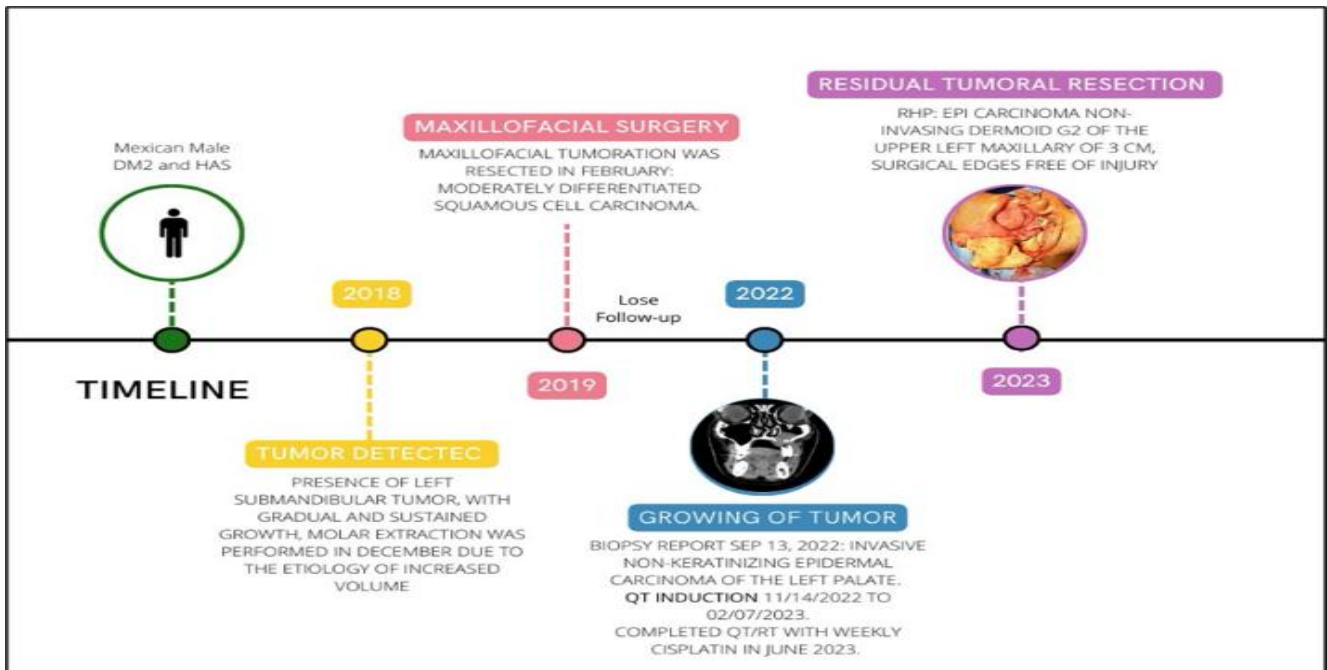 Mexican Male
DM2 and HAS
TIMELINE
2018
TUMOR DETECTEC
PRESENCE OF LEFT
SUBMANDIBULAR TUMOR, WITH
GRADUAL AND SUSTAINED
GROWTH, MOLAR EXTRACTION WAS
PERFORMED IN DECEMBER DUE TO
THE ETIOLOGY OF INCREASED
VOLUME
MAXILLOFACIAL SURGERY
MAXILLOFACIAL TUMORATION WAS
RESECTED IN FEBRUARY:
MODERATELY DIFFERENTIATED
SQUAMOUS CELL CARCINOMA.
2019
Lose
Follow-up
2022
GROWING OF TUMOR
BIOPSY REPORT SEP 13, 2022: INVASIVE
NON-KERATINIZING EPIDERMAL
CARCINOMA OF THE LEFT PALATE.
QT INDUCTION 11/14/2022 TO
02/07/2023.
COMPLETED QT/RT WITH WEEKLY
CISPLATIN IN JUNE 2023.
RESIDUAL TUMORAL RESECTION
RHP: EPI CARCINOMA NON-
INVASING DERMOID G2 OF THE
UPPER LEFT MAXILLARY OF 3 CM,
SURGICAL EDGES FREE OF INJURY
2023